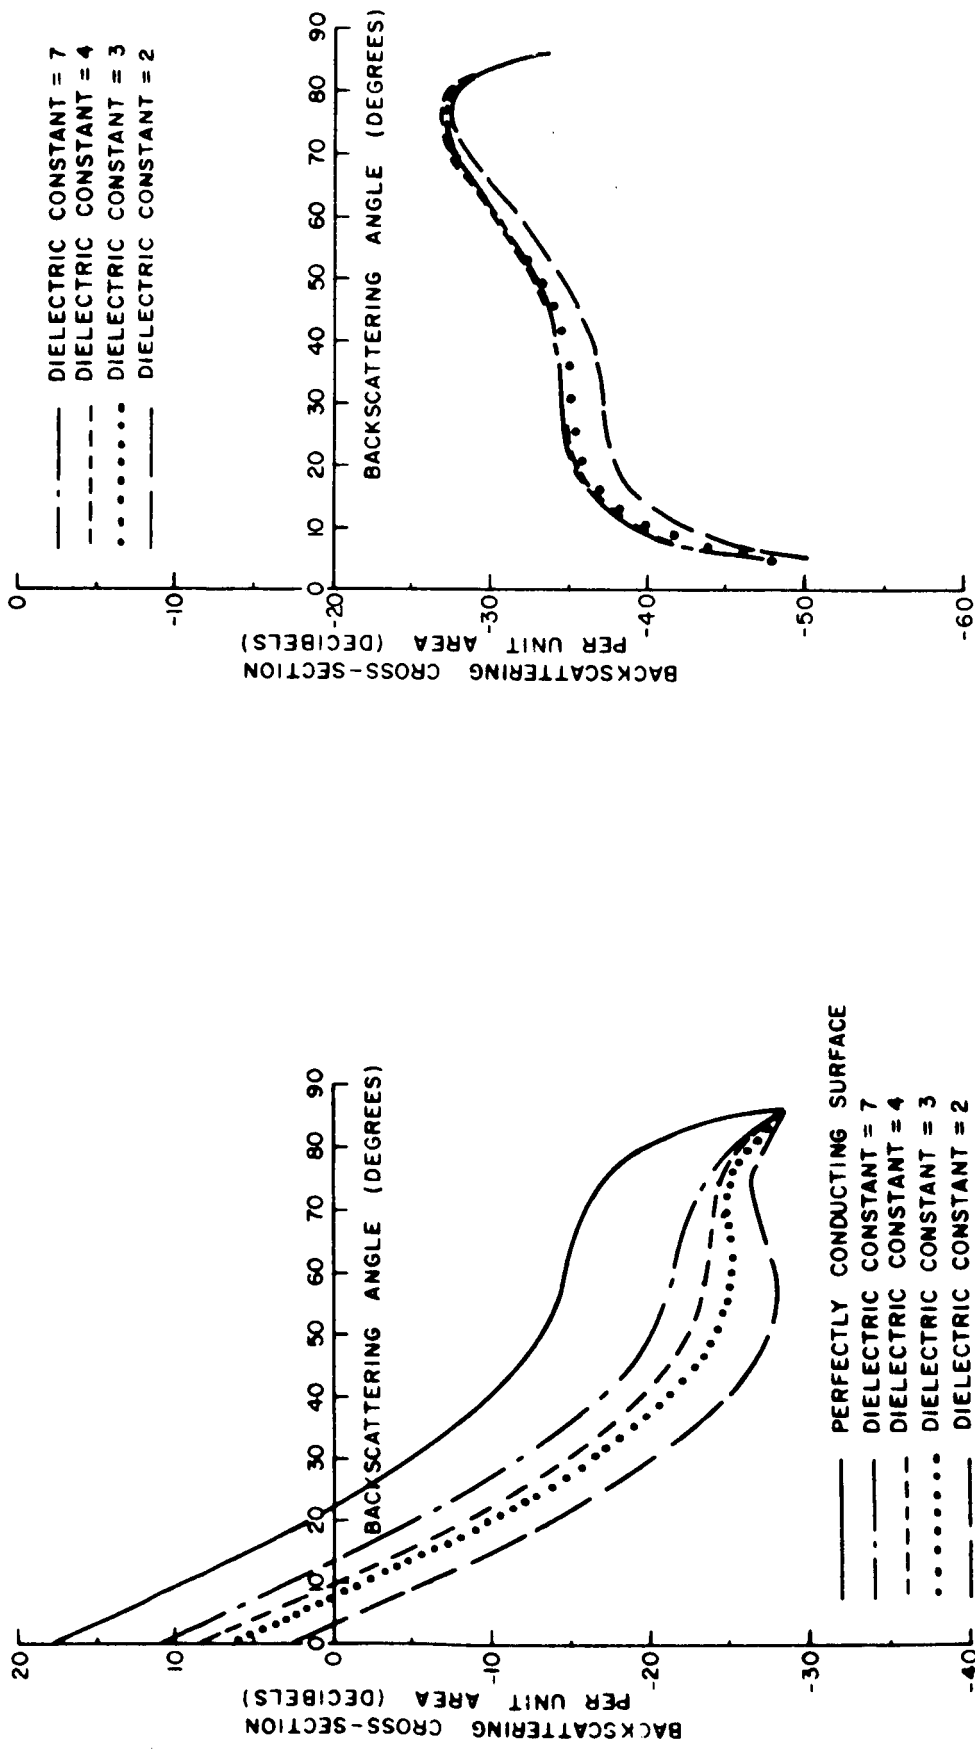 20
10
0
-10
-20
-30
-40
BACKSCATTERING CROSS-SECTION
PER UNIT AREA (DECIBELS)
0 10 20 30 40 50 60 70 80 90
BACKSCATTERING ANGLE (DEGREES)
PERFECTLY CONDUCTING SURFACE
DIELECTRIC CONSTANT = 7
DIELECTRIC CONSTANT = 4
DIELECTRIC CONSTANT = 3
DIELECTRIC CONSTANT = 2
0
-10
-20
-30
-40
-50
-60
BACKSCATTERING CROSS-SECTION
PER UNIT AREA (DECIBELS)
DIELECTRIC CONSTANT = 7
DIELECTRIC CONSTANT = 4
DIELECTRIC CONSTANT = 3
DIELECTRIC CONSTANT = 2
0 10 20 30 40 50 60 70 80 90
BACKSCATTERING ANGLE (DEGREES)